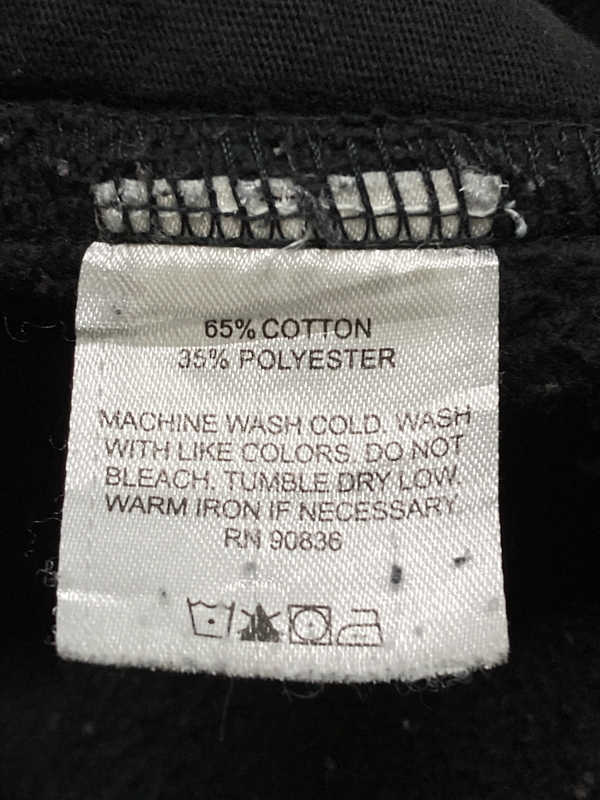 65% COTTON
35% POLYESTER
MACHINE WASH COLD. WASH
WITH LIKE COLORS. DO NOT
BLEACH. TUMBLE DRY LOW.
WARM IRON IF NECESSARY
RN 90836